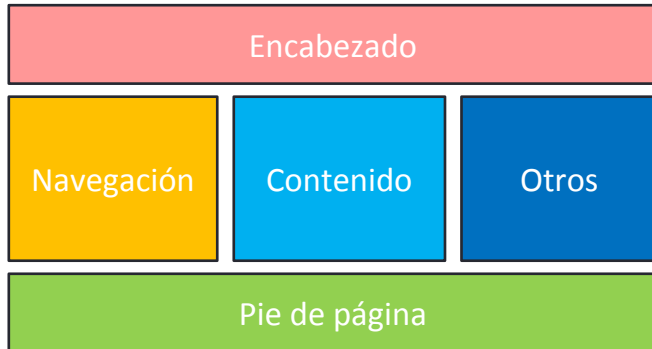 Encabezado
Navegación
Contenido
Otros
Pie de página